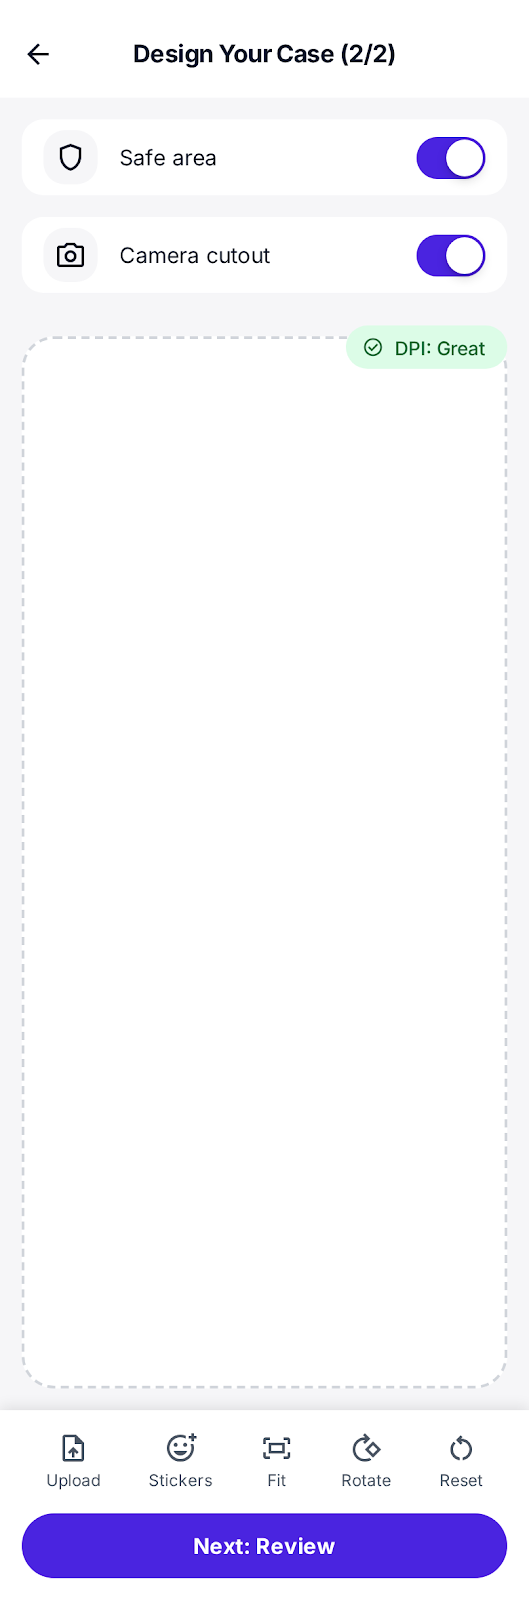 Design Your Case (2/2)
Safe area
Camera cutout
DPI: Great
Upload
Stickers
Fit
Rotate
Reset
Next: Review